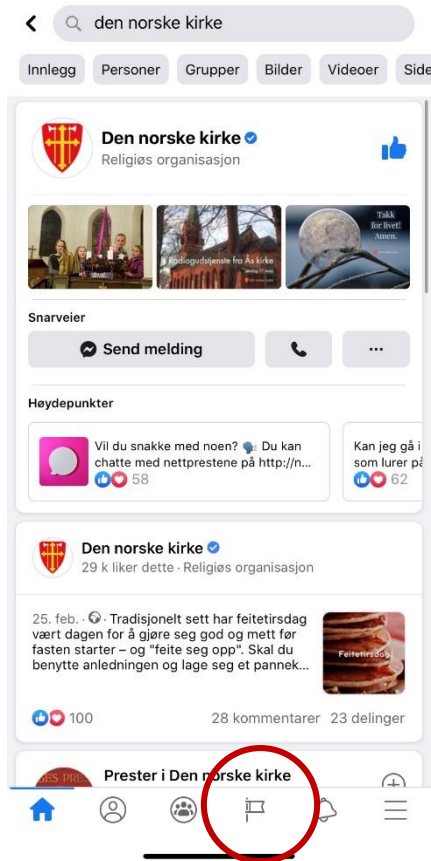 den norske kirke
Innlegg Personer Grupper Bilder Videoer Side
Den norske kirke
Religiøs organisasjon
Radiogudstjenste fra Ås kirke
Takk
for livet!
Amen.
Snarveier
Send melding
Høydepunkter
Vil du snakke med noen? 🗣 Du kan
chatte med nettprestene på http://n...
58
Kan jeg gå i
som lurer på
62
Den norske kirke
29 k liker dette · Religiøs organisasjon
25. feb. · Tradisjonelt sett har feitetirsdag
vært dagen for å gjøre seg god og mett før
fasten starter – og "feite seg opp". Skal du
benytte anledningen og lage seg et pannek...
Feitetirsdag
100 28 kommentarer 23 delinger
Prester i Den norske kirke